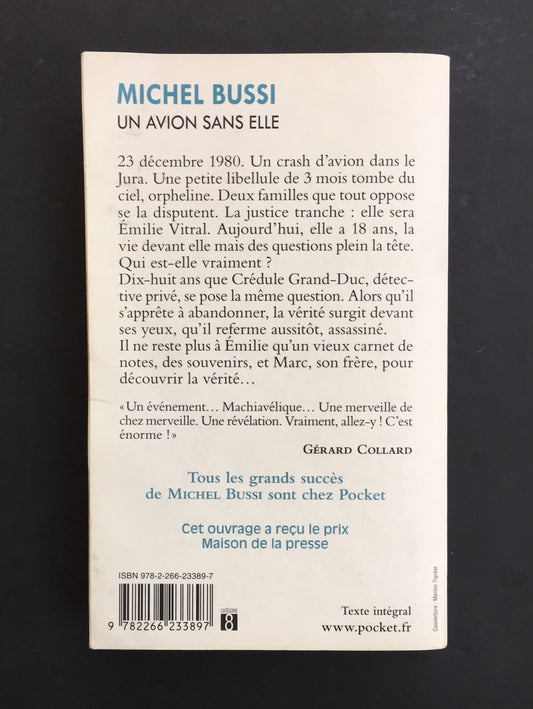 MICHEL BUSSI
UN AVION SANS ELLE
23 décembre 1980. Un crash d'avion dans le
Jura. Une petite libellule de 3 mois tombe du
ciel, orpheline. Deux familles que tout oppose
se la disputent. La justice tranche : elle sera
Émilie Vitral. Aujourd'hui, elle a 18 ans, la
vie devant elle mais des questions plein la tête.
Qui est-elle vraiment ?
Dix-huit ans que Crédule Grand-Duc, détec-
tive privé, se pose la même question. Alors qu'il
s'apprête à abandonner, la vérité surgit devant
ses yeux, qu'il referme aussitôt, assassiné.
Il ne reste plus à Émilie qu'un vieux carnet de
notes, des souvenirs, et Marc, son frère, pour
découvrir la vérité…
« Un événement… Machiavélique… Une merveille de
chez merveille. Une révélation. Vraiment, allez-y ! C'est
énorme ! »
GÉRARD COLLARD
Tous les grands succès
de MICHEL BUSSI sont chez Pocket
Cet ouvrage a reçu le prix
Maison de la presse
ISBN 978-2-266-23389-7
9 782266 233897
CATÉGORIE
8
Texte intégral
www.pocket.fr
Couverture : Marion Tigréat